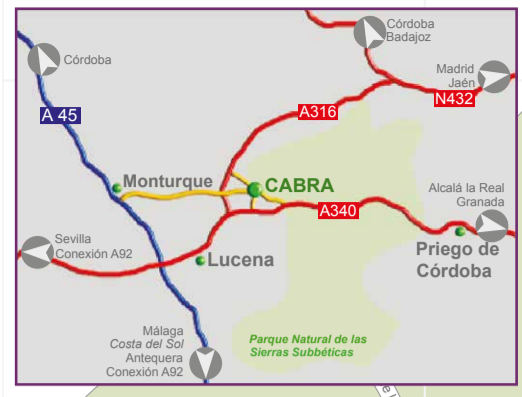 Córdoba
Badajoz
Córdoba
Madrid
Jaén
N432
A316
A 45
Monturque
CABRA
Alcalá la Real
Granada
A340
Sevilla
Conexión A92
Lucena
Priego de
Córdoba
Málaga
Costa del Sol
Antequera
Conexión A92
Parque Natural de las
Sierras Subbéticas